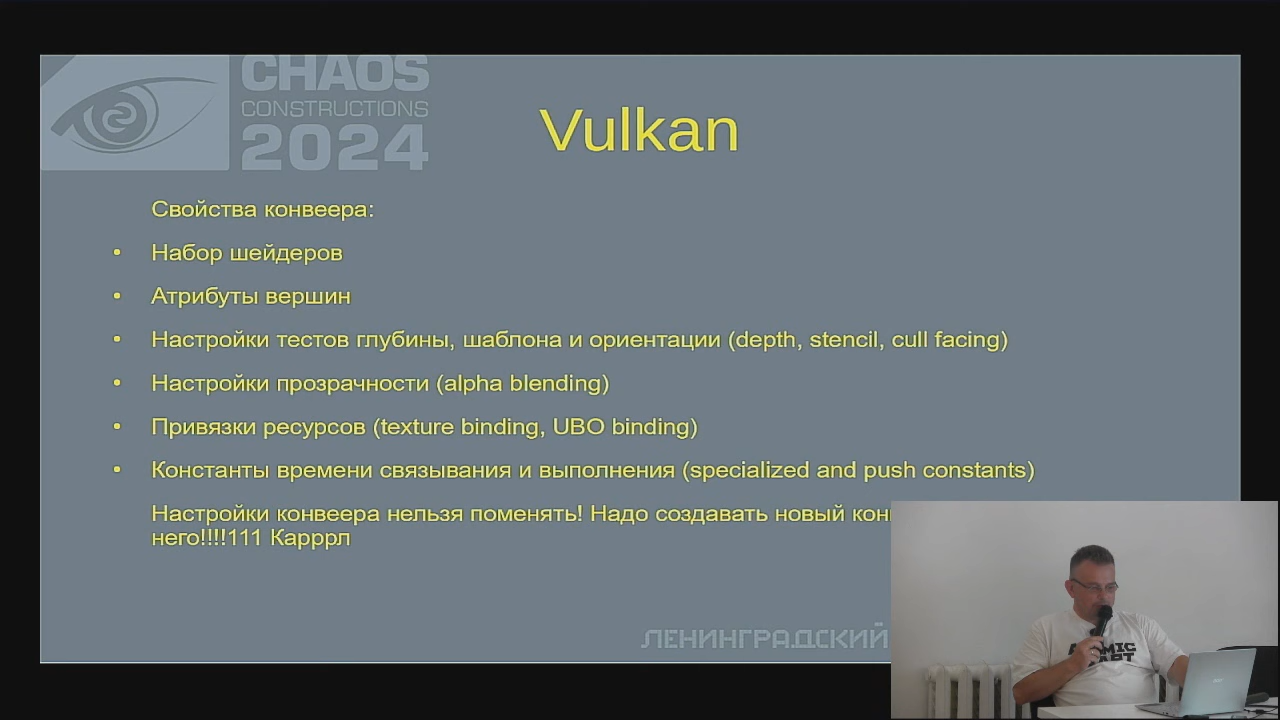 CHAOS
CONSTRUCTIONS
2024
Vulkan
Свойства конвеера:
• Набор шейдеров
• Атрибуты вершин
• Настройки тестов глубины, шаблона и ориентации (depth, stencil, cull facing)
• Настройки прозрачности (alpha blending)
• Привязки ресурсов (texture binding, UBO binding)
• Константы времени связывания и выполнения (specialized and push constants)
Настройки конвеера нельзя поменять! Надо создавать новый
него!!!!111 Карррл
ЛЕНИНГРАДСКИЙ